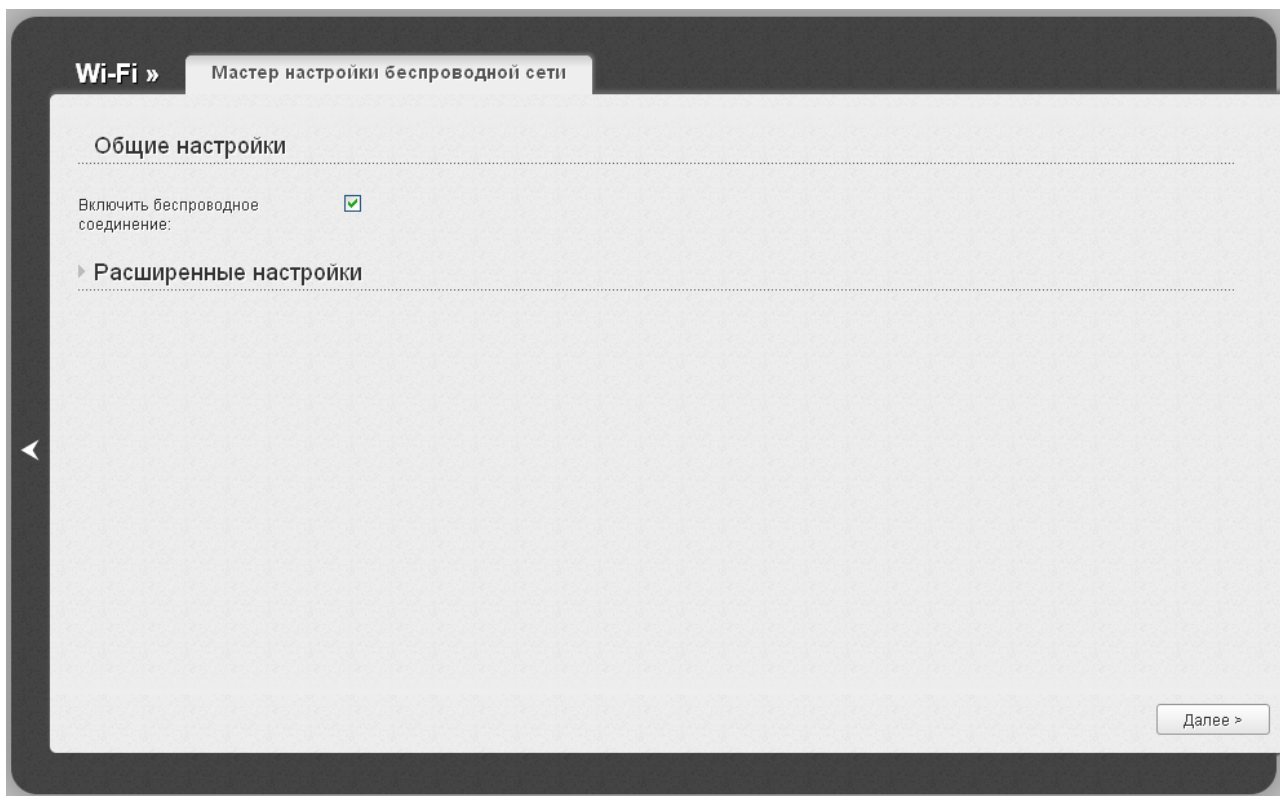 Wi-Fi »
Мастер настройки беспроводной сети
Общие настройки
Включить беспроводное
соединение:
Расширенные настройки
Далее >